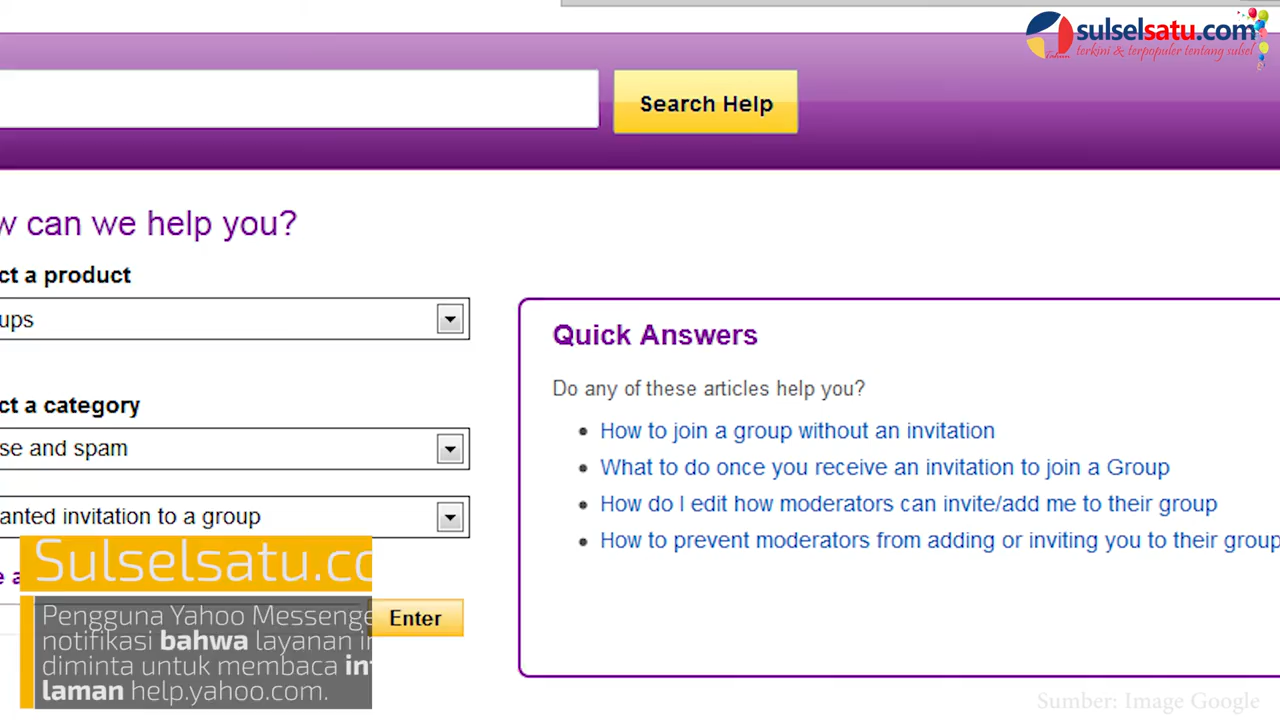 sulselsatu.com
terkini & terpopuler tentang sulsel
Search Help
w can we help you?
ct a product
ups
ct a category
se and spam
anted invitation to a group
Quick Answers
Do any of these articles help you?
How to join a group without an invitation
What to do once you receive an invitation to join a Group
How do I edit how moderators can invite/add me to their group
How to prevent moderators from adding or inviting you to their group
Enter
Sulselsatu.co
Pengguna Yahoo Messenge
notifikasi bahwa layanan i
diminta untuk membaca in
laman help.yahoo.com.
Sumber: Image Google